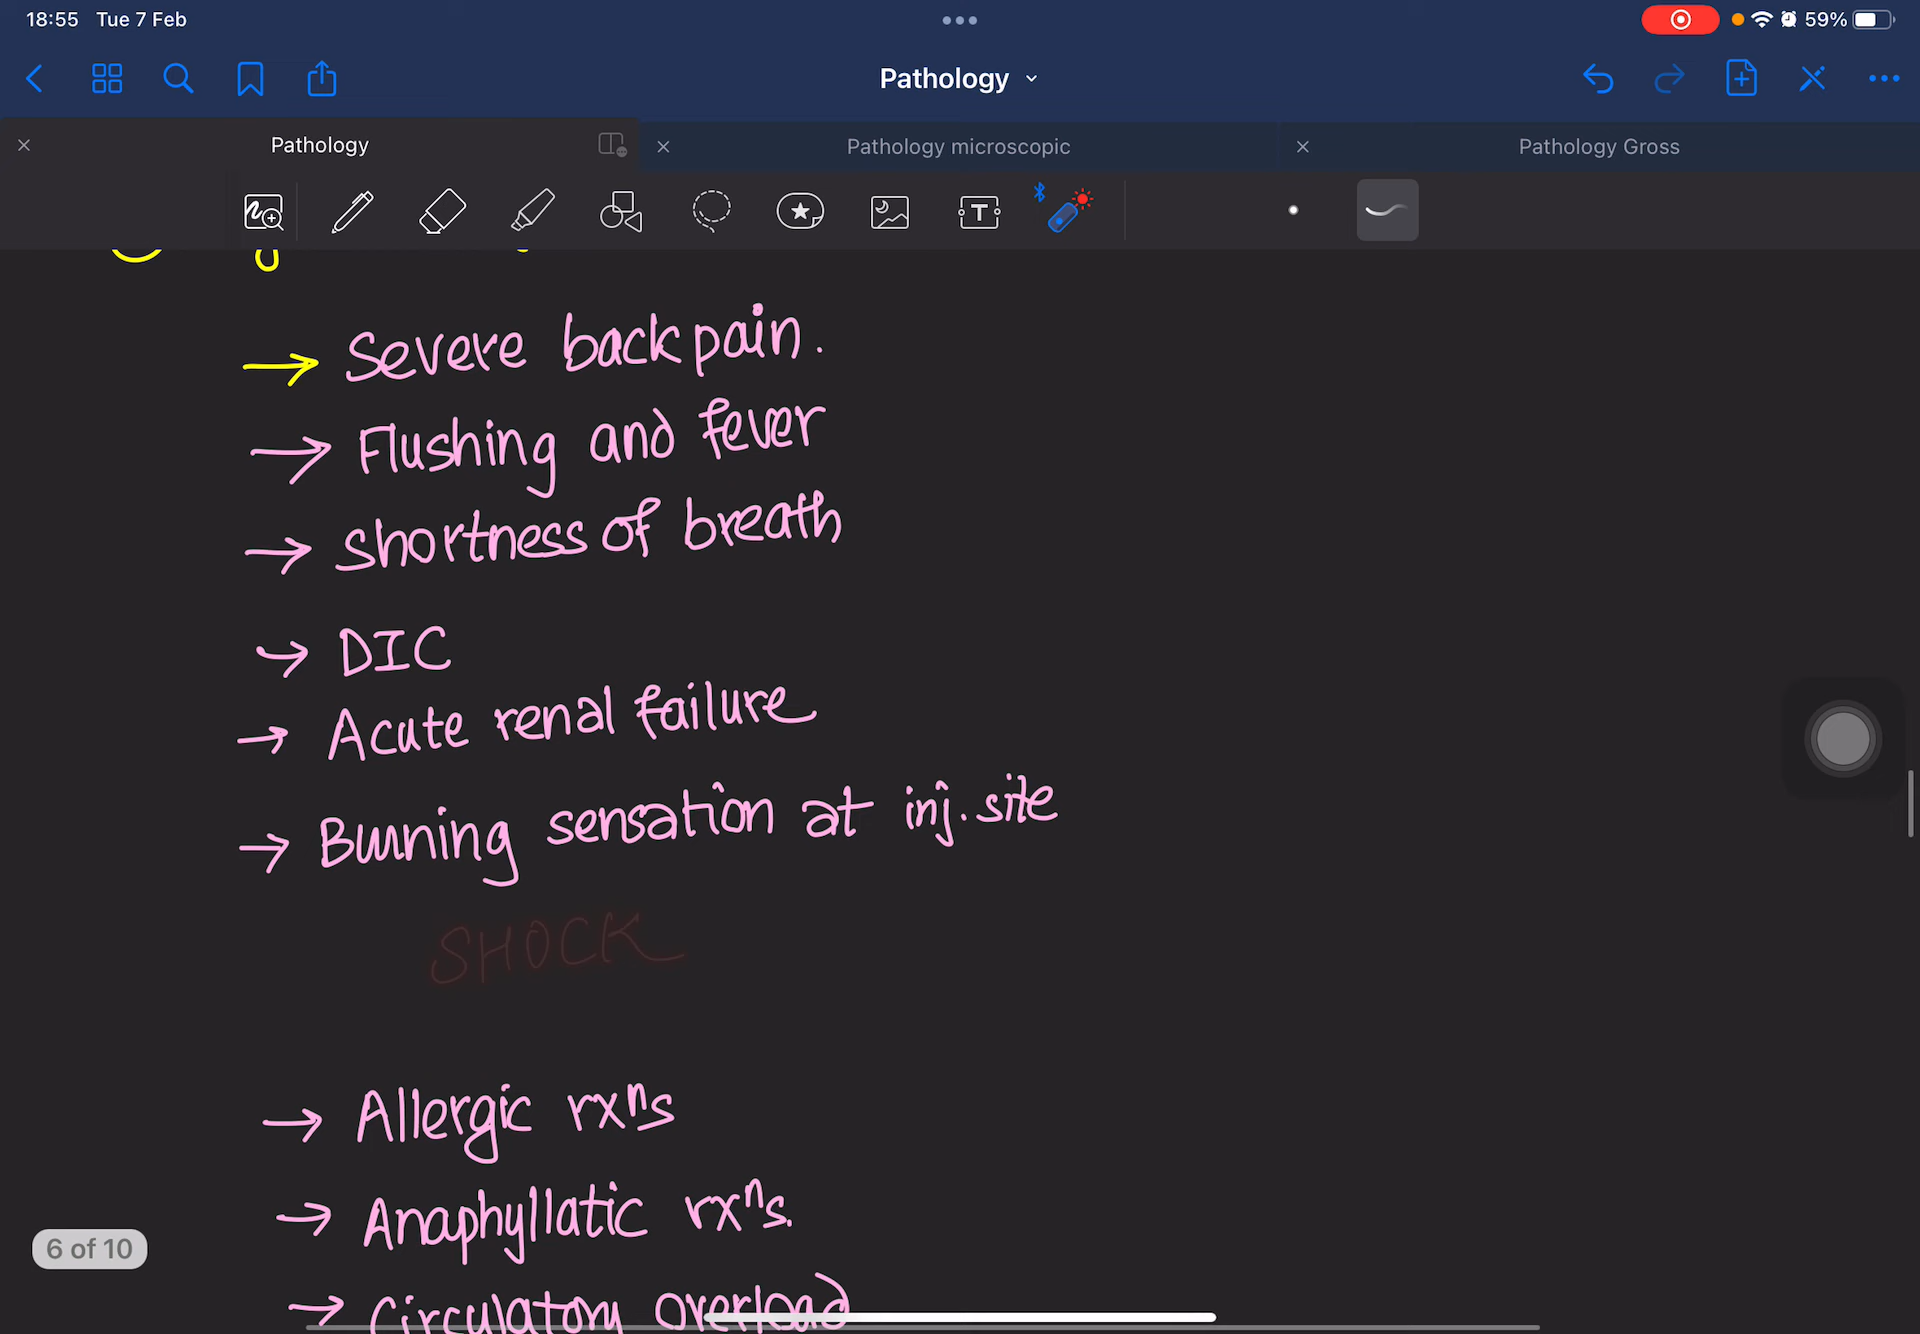 18:55 Tue 7 Feb
59%
Pathology
Pathology
Pathology microscopic
Pathology Gross
T
→ Severe back pain.
→ Flushing and fever
→ shortness of breath
→ DIC
→ Acute renal failure
→ Burning sensation at inj. site
SHOCK
→ Allergic rxⁿs
→ Anaphyllatic rxⁿs.
→ Circulatory overload
6 of 10